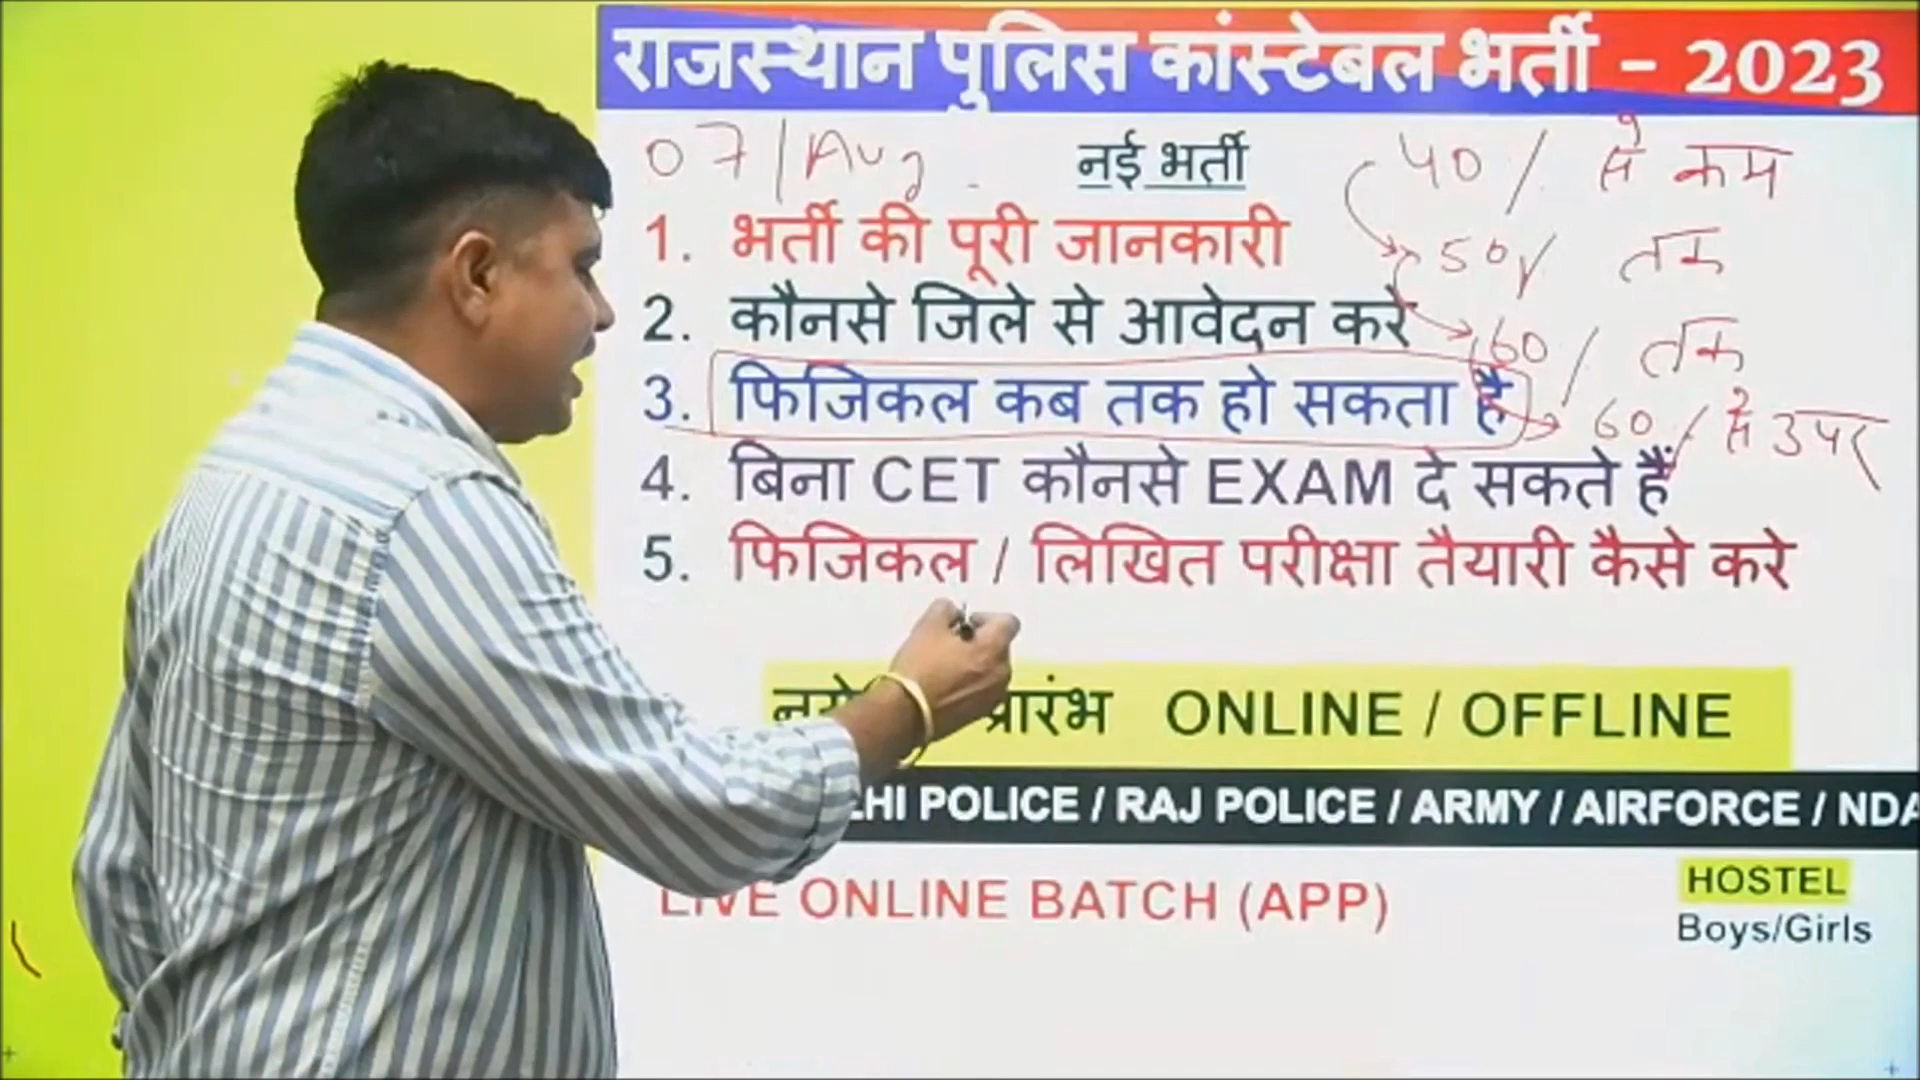 राजस्थान पुलिस कांस्टेबल भर्ती - 2023
07/Aug.
नई भर्ती
40/. से कम
1. भर्ती की पूरी जानकारी
50/ तक
2. कौनसे जिले से आवेदन करे
60/ तक
3. फिजिकल कब तक हो सकता है
60/ से उपर
4. बिना CET कौनसे EXAM दे सकते हैं
5. फिजिकल / लिखित परीक्षा तैयारी कैसे करे
प्रारंभ ONLINE / OFFLINE
LHI POLICE / RAJ POLICE / ARMY / AIRFORCE / NDA
LIVE ONLINE BATCH (APP)
HOSTEL
Boys/Girls